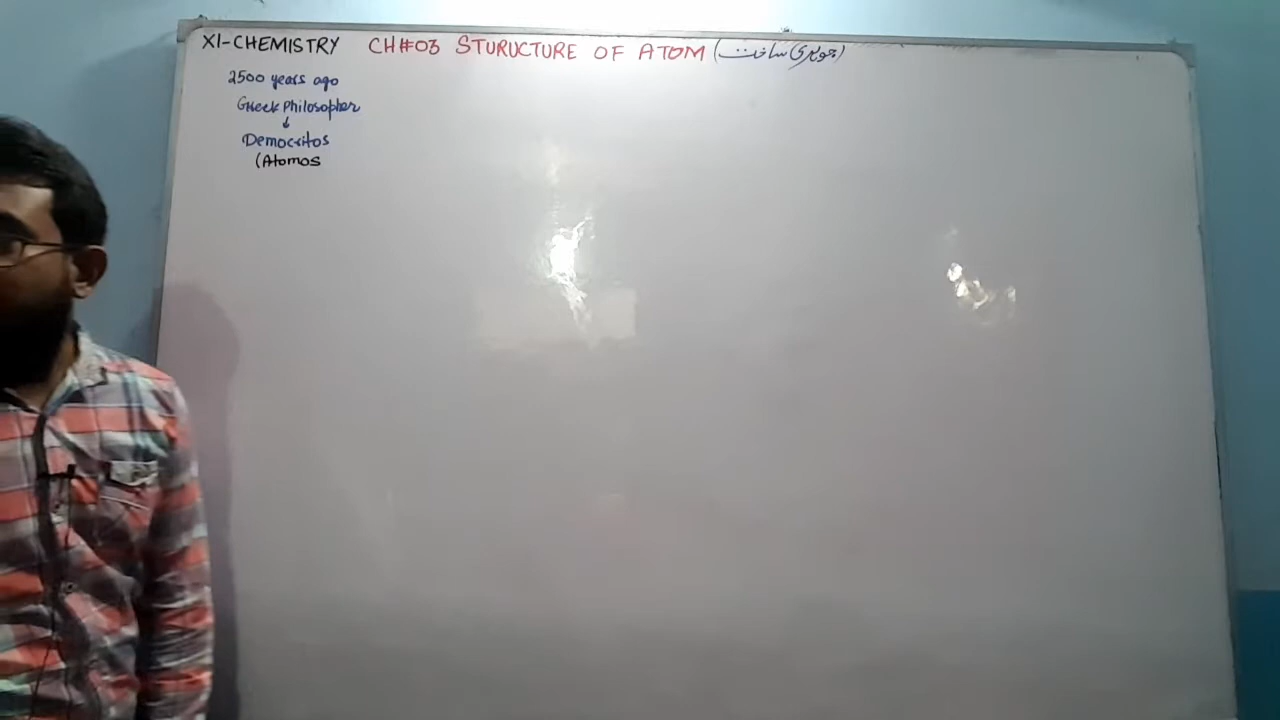 XI-CHEMISTRY CH#03 STURUCTURE OF ATOM (جوہری ساخت)
2500 years ago
Greek Philosopher
↓
Democritos
(Atomos